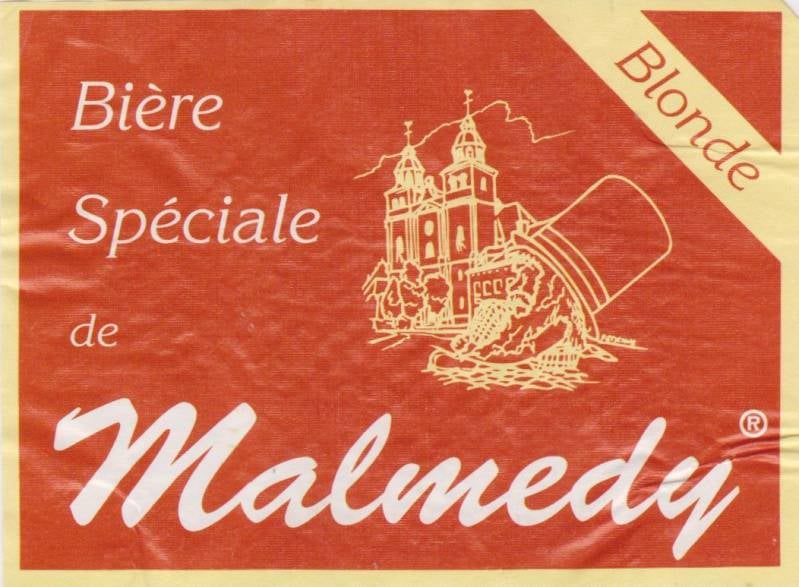 Bière
Spéciale
de
Malmedy®
Blonde